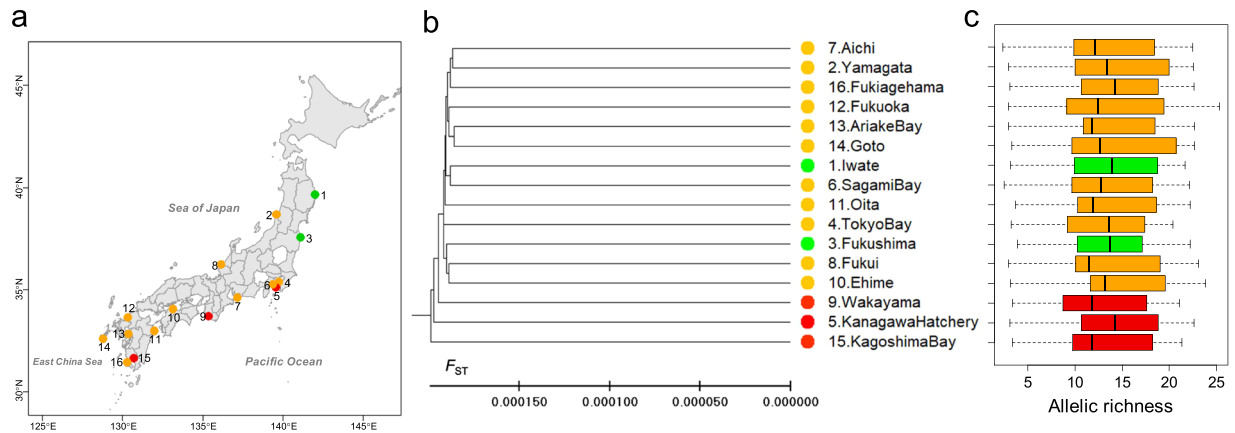 a
b
c
45°N
40°N
35°N
30°N
125°E
130°E
135°E
140°E
145°E
Sea of Japan
East China Sea
Pacific Ocean
1
2
3
8
4
6
5
7
9
10
12
13
11
14
15
16
7.Aichi
2.Yamagata
16.Fukiagehama
12.Fukuoka
13.AriakeBay
14.Goto
1.Iwate
6.SagamiBay
11.Oita
4.TokyoBay
3.Fukushima
8.Fukui
10.Ehime
9.Wakayama
5.KanagawaHatchery
15.KagoshimaBay
FST
0.000150
0.000100
0.000050
0.000000
5
10
15
20
25
Allelic richness